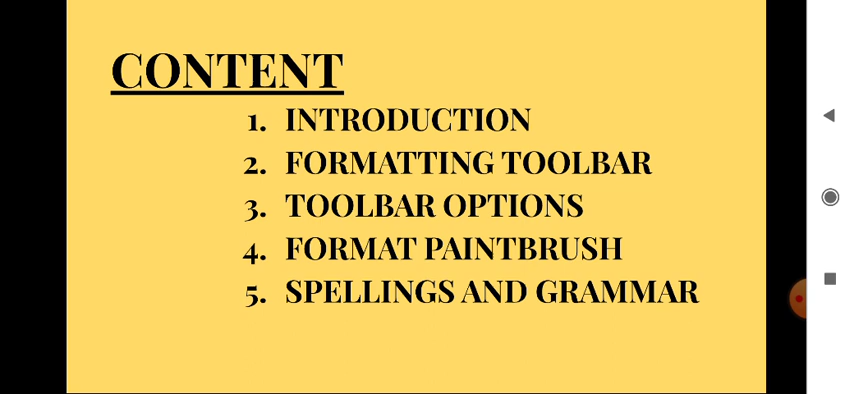 CONTENT
1. INTRODUCTION
2. FORMATTING TOOLBAR
3. TOOLBAR OPTIONS
4. FORMAT PAINTBRUSH
5. SPELLINGS AND GRAMMAR